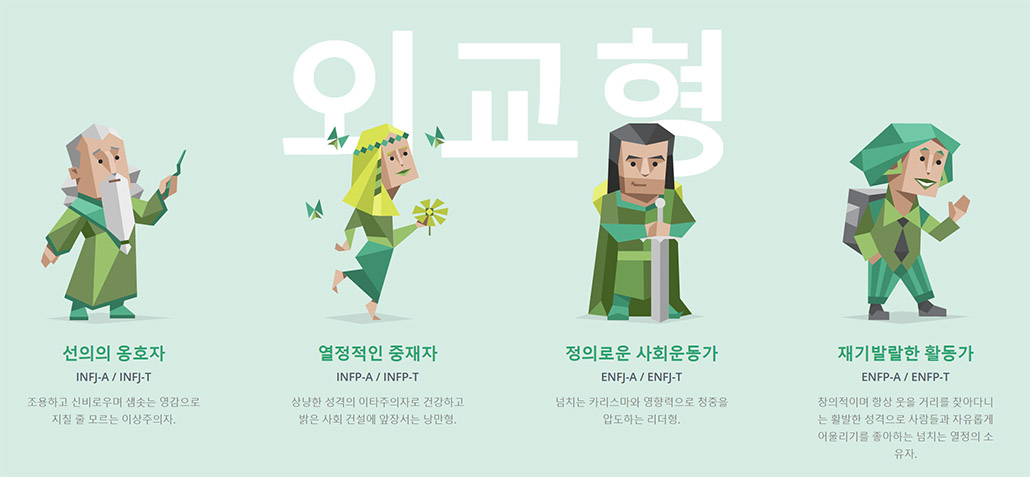 외교형
선의의 옹호자
INFJ-A / INFJ-T
조용하고 신비로우며 샘솟는 영감으로
지칠 줄 모르는 이상주의자.
열정적인 중재자
INFP-A / INFP-T
상냥한 성격의 이타주의자로 건강하고
밝은 사회 건설에 앞장서는 낭만형.
정의로운 사회운동가
ENFJ-A / ENFJ-T
넘치는 카리스마와 영향력으로 청중을
압도하는 리더형.
재기발랄한 활동가
ENFP-A / ENFP-T
창의적이며 항상 웃을 거리를 찾아다니
는 활발한 성격으로 사람들과 자유롭게
어울리기를 좋아하는 넘치는 열정의 소
유자.